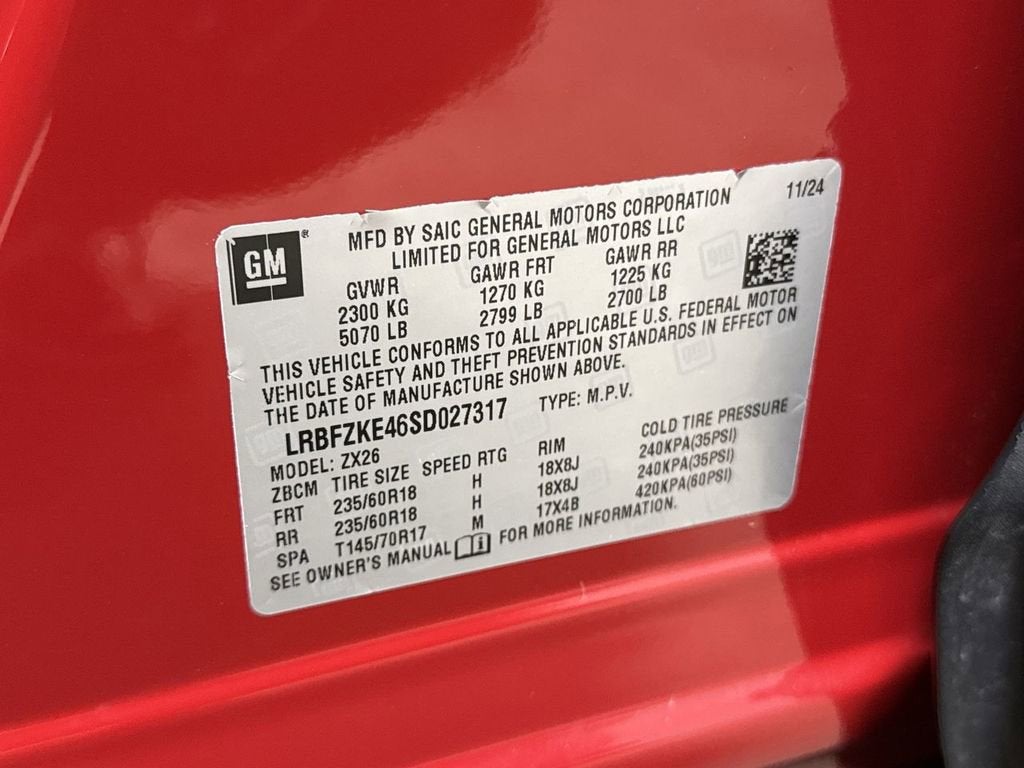 GM ®
11/24
MFD BY SAIC GENERAL MOTORS CORPORATION
LIMITED FOR GENERAL MOTORS LLC
GVWR GAWR FRT GAWR RR
2300 KG 1270 KG 1225 KG
5070 LB 2799 LB 2700 LB
THIS VEHICLE CONFORMS TO ALL APPLICABLE U.S. FEDERAL MOTOR
VEHICLE SAFETY AND THEFT PREVENTION STANDARDS IN EFFECT ON
THE DATE OF MANUFACTURE SHOWN ABOVE.
LRBFZKE46SD027317 TYPE: M.P.V.
MODEL: ZX26
ZBCM TIRE SIZE SPEED RTG RIM COLD TIRE PRESSURE
FRT 235/60R18 H 18X8J 240KPA(35PSI)
RR 235/60R18 H 18X8J 240KPA(35PSI)
SPA T145/70R17 M 17X4B 420KPA(60PSI)
SEE OWNER'S MANUAL FOR MORE INFORMATION.